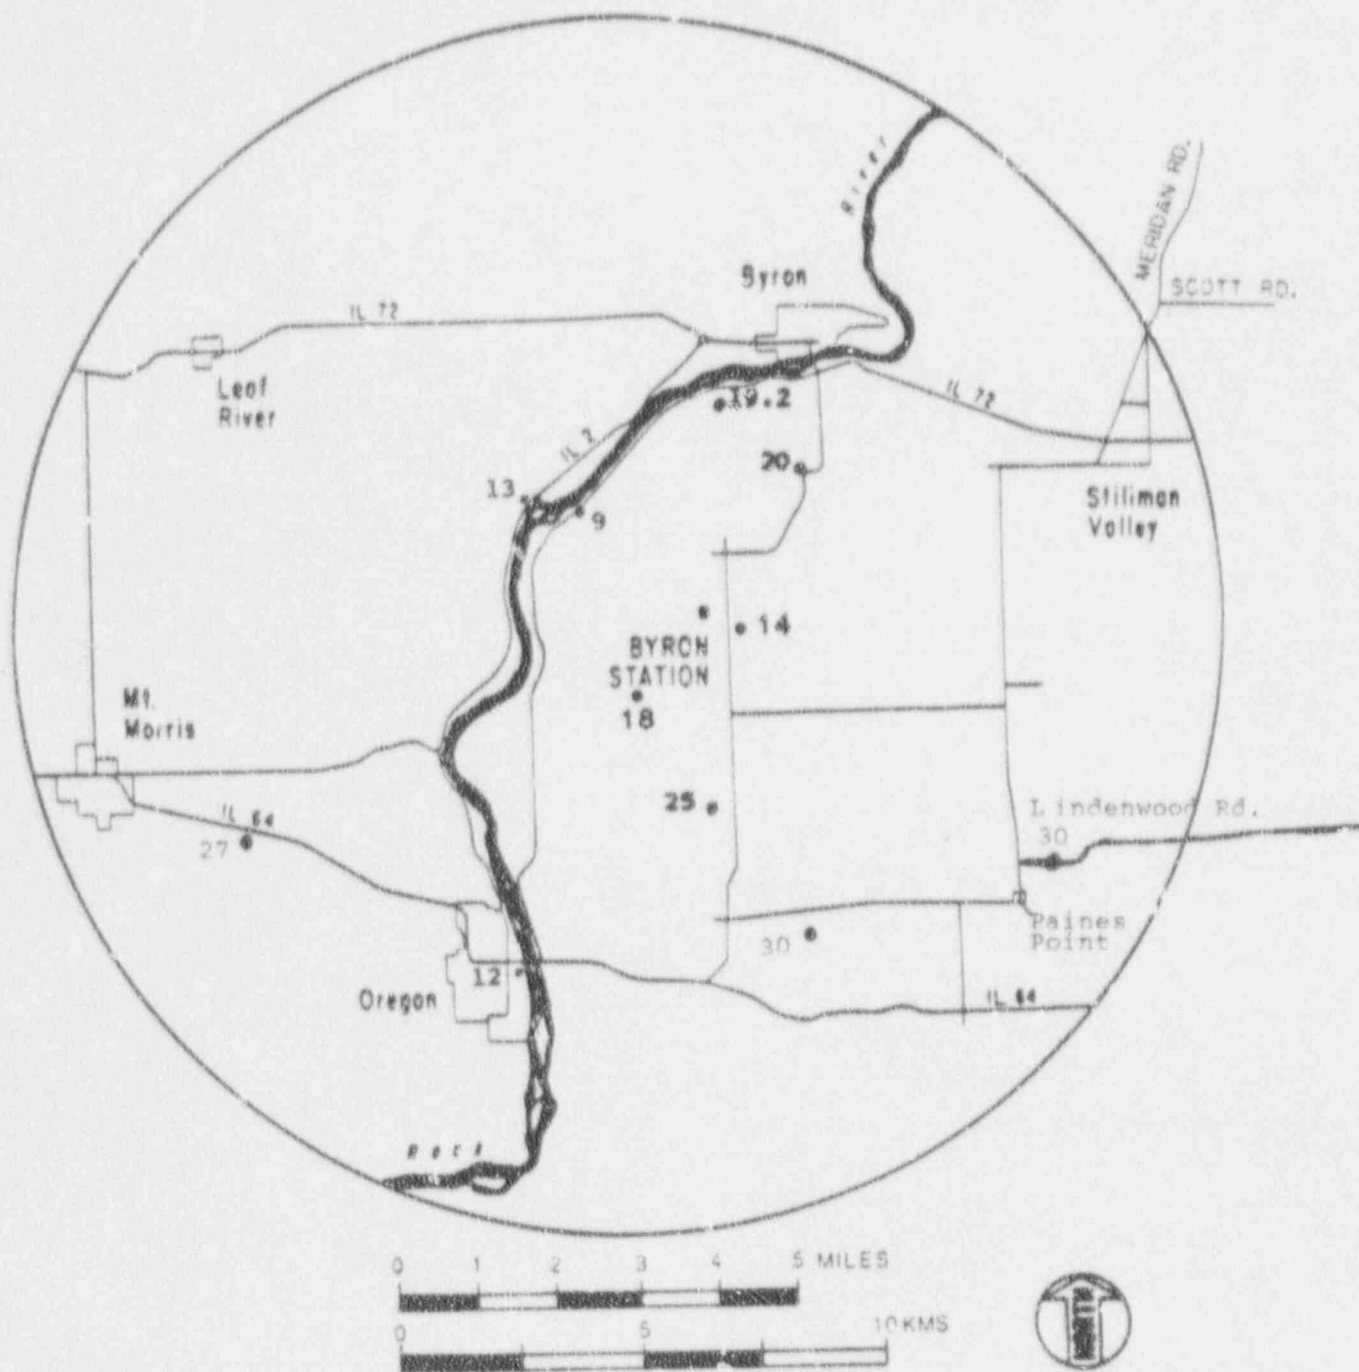 River
MERIDAN RD.
SCOTT RD.
Byron
IL 72
Leaf
River
19.2
IL 72
IL 2
20
13
9
Stillman
Valley
14
BYRON
STATION
18
Mt.
Morris
25
Lindenwood Rd.
30
IL 64
27
Paines
Point
30
12
Oregon
IL 64
Rock
0 1 2 3 4 5 MILES
0 5 10 KMS
NORTH